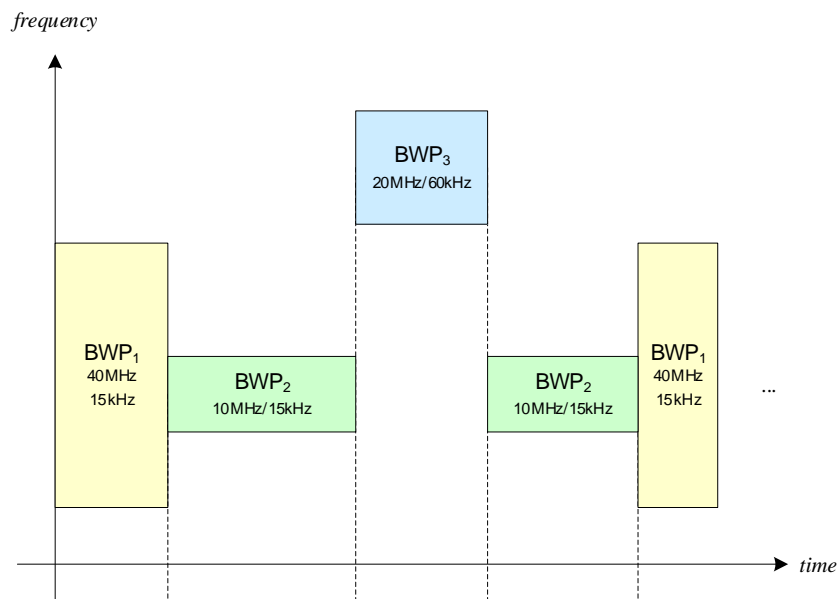 frequency
BWP₃
20MHz/60kHz
BWP₁
40MHz
15kHz
BWP₂
10MHz/15kHz
BWP₂
10MHz/15kHz
BWP₁
40MHz
15kHz
...
time